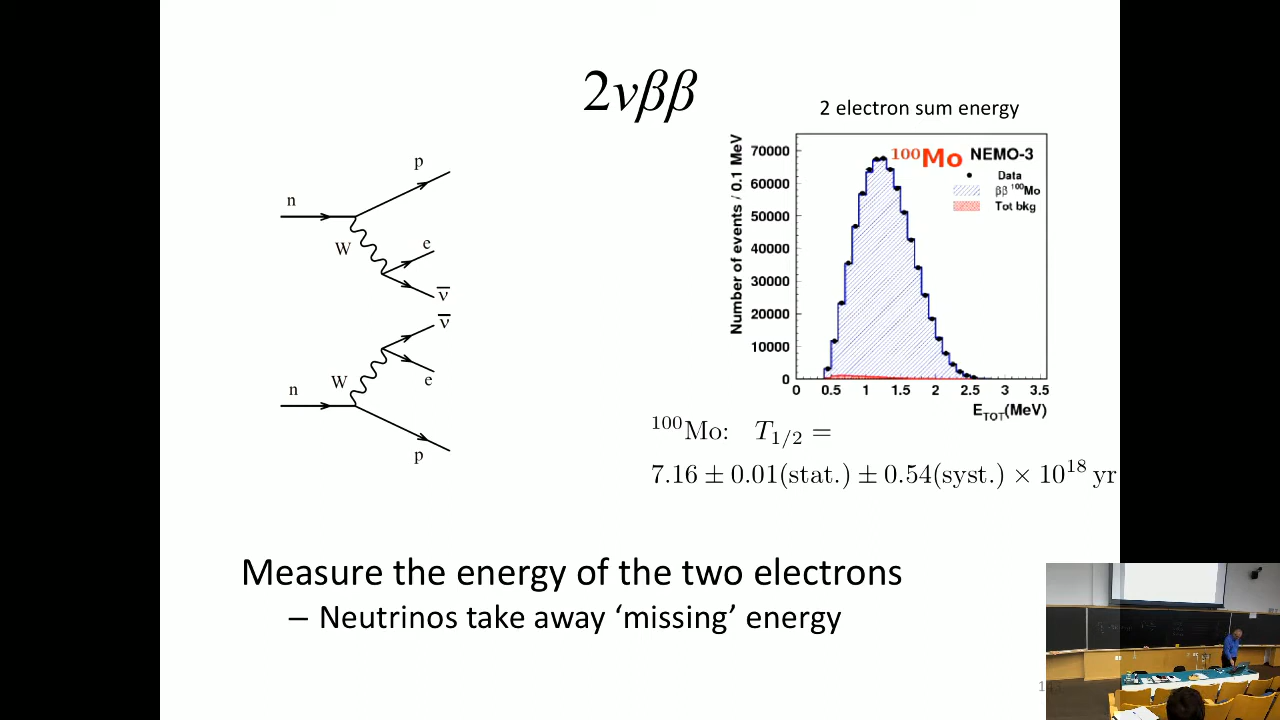 2νββ
2 electron sum energy
p
n
W
e
ν̅
ν̅
W
e
n
p
Number of events / 0.1 MeV
70000
60000
50000
40000
30000
20000
10000
0
¹⁰⁰Mo NEMO-3
Data
ββ ¹⁰⁰Mo
Tot bkg
0 0.5 1 1.5 2 2.5 3 3.5
E_TOT(MeV)
¹⁰⁰Mo: T_1/2 =
7.16 ± 0.01(stat.) ± 0.54(syst.) × 10¹⁸ yr
Measure the energy of the two electrons
– Neutrinos take away ‘missing’ energy